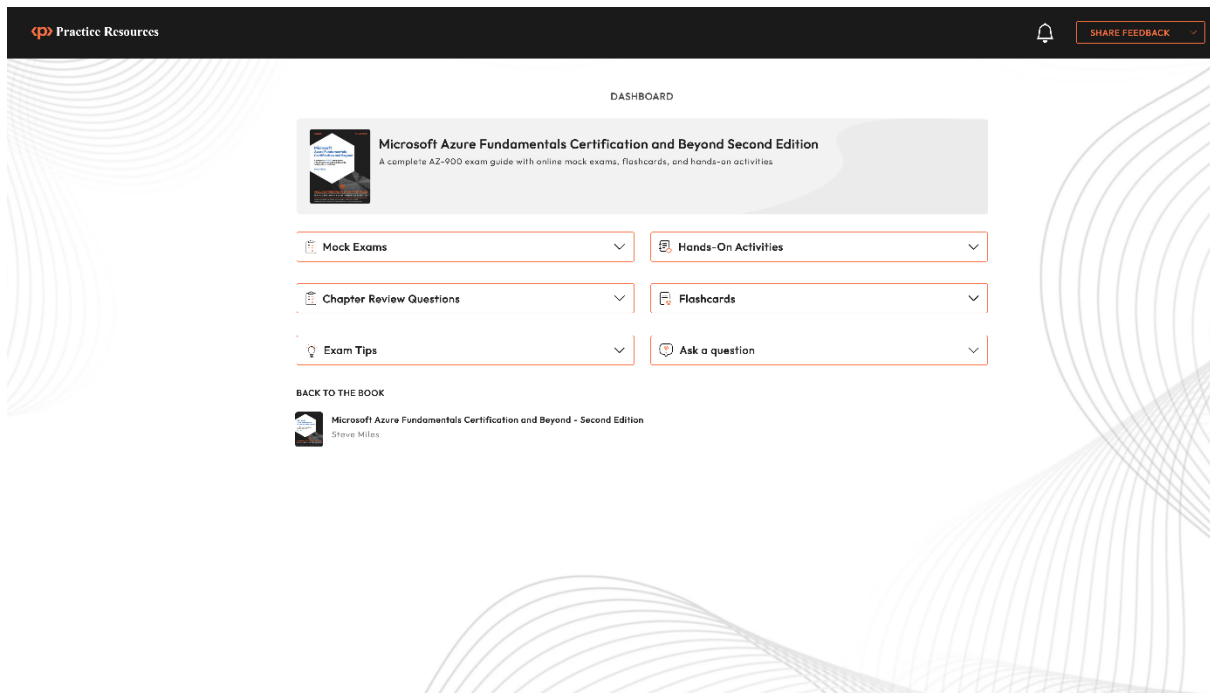 <p> Practice Resources
SHARE FEEDBACK
DASHBOARD
Microsoft Azure Fundamentals Certification and Beyond Second Edition
A complete AZ-900 exam guide with online mock exams, flashcards, and hands-on activities
Mock Exams
Hands-On Activities
Chapter Review Questions
Flashcards
Exam Tips
Ask a question
BACK TO THE BOOK
Microsoft Azure Fundamentals Certification and Beyond - Second Edition
Steve Miles